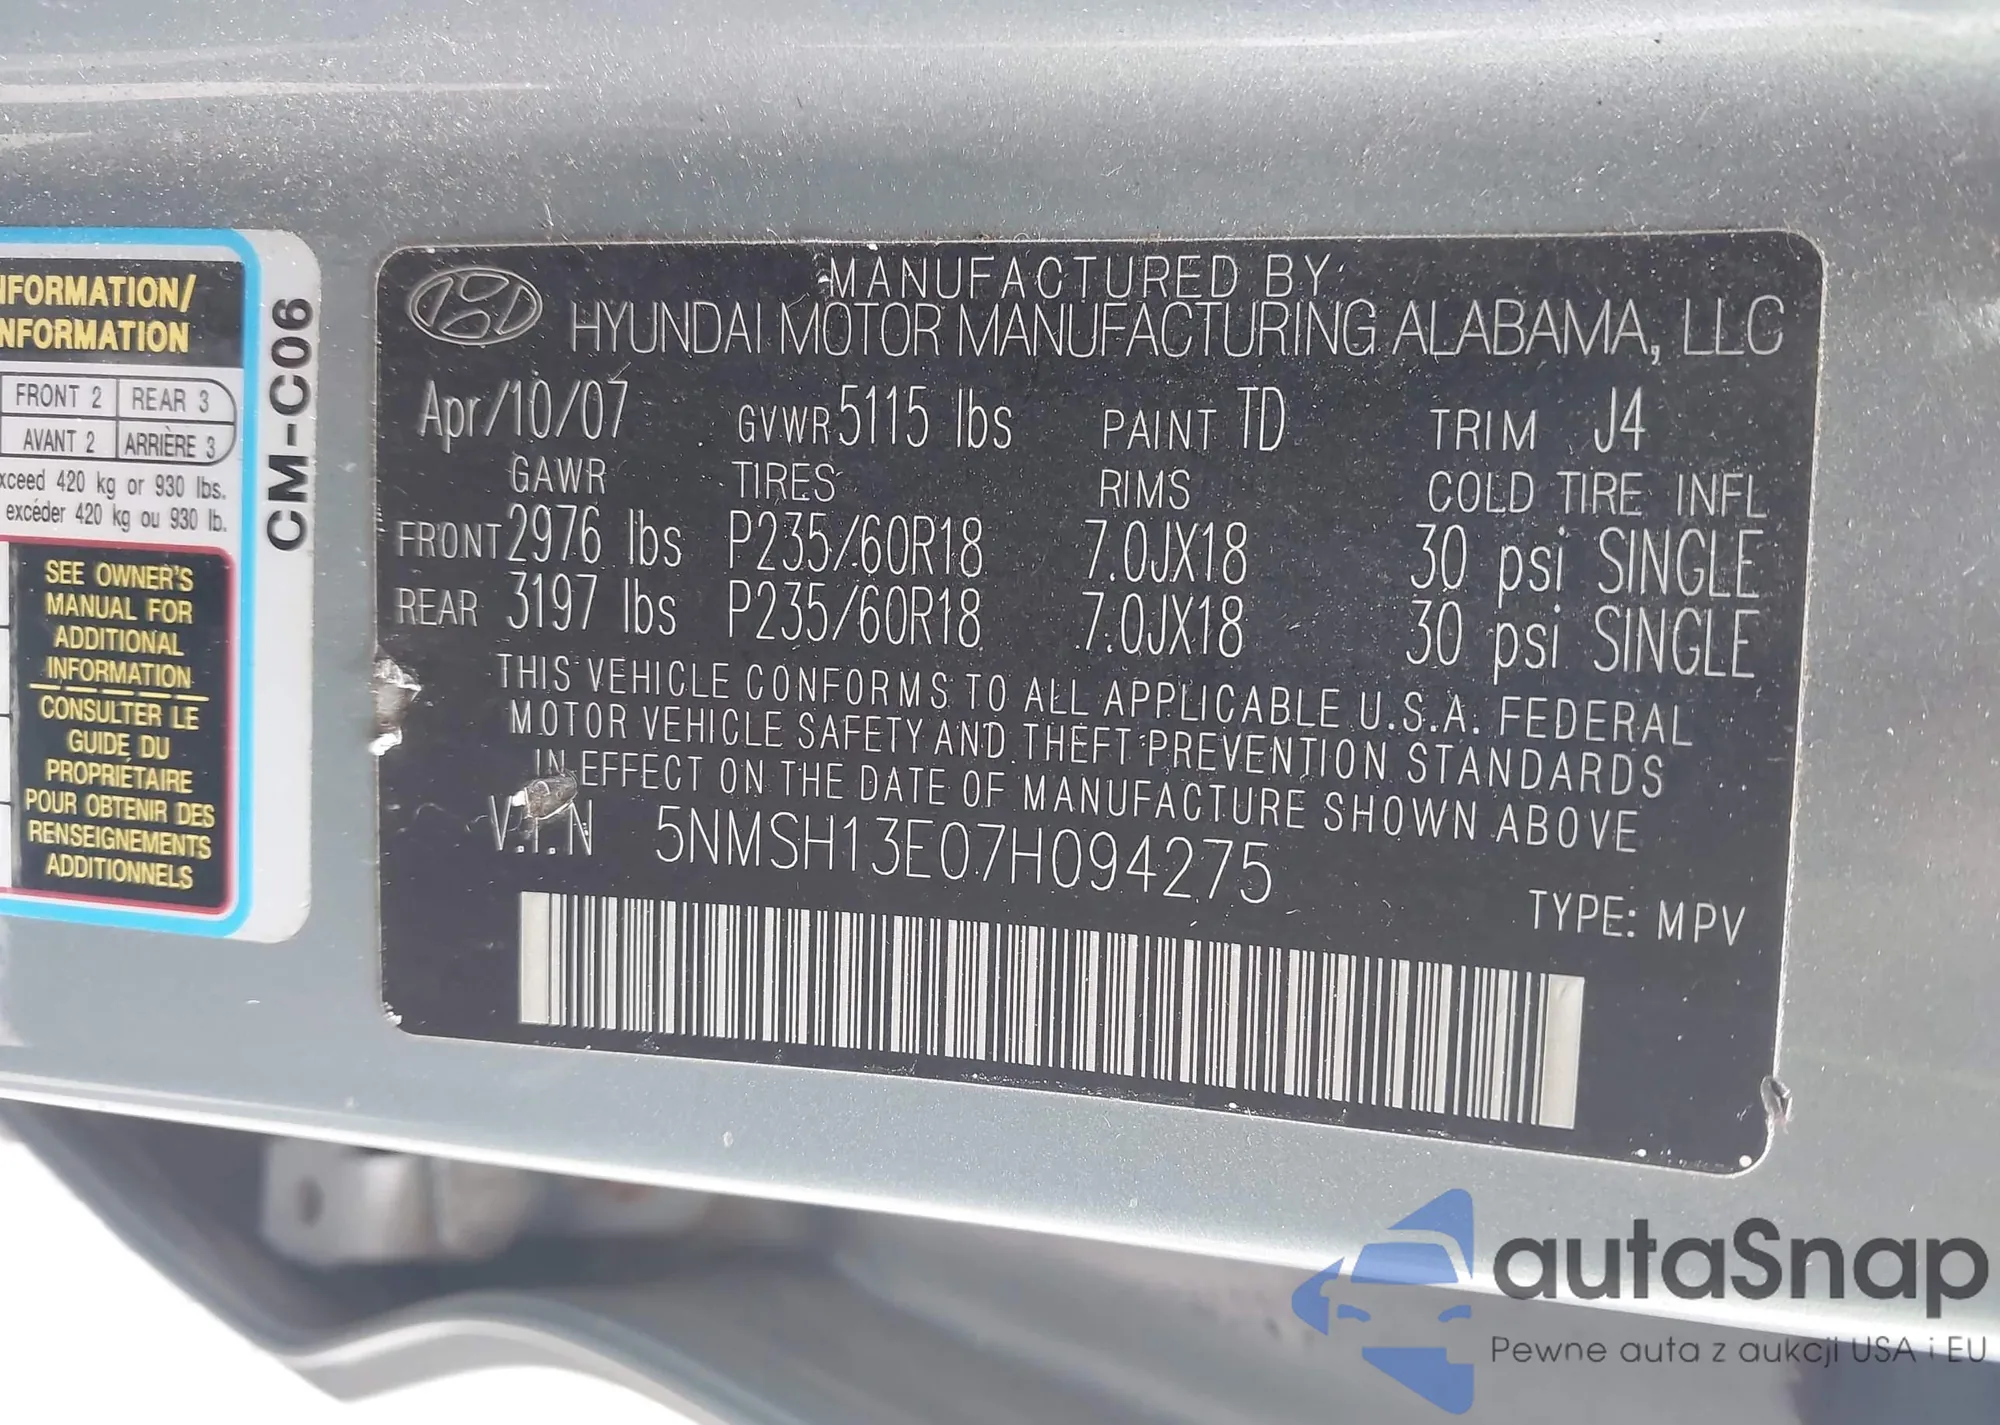 NFORMATION/
NFORMATION
FRONT 2 REAR 3
AVANT 2 ARRIÈRE 3
xceed 420 kg or 930 lbs.
excéder 420 kg ou 930 lb.
SEE OWNER'S
MANUAL FOR
ADDITIONAL
INFORMATION
CONSULTER LE
GUIDE DU
PROPRIÉTAIRE
POUR OBTENIR DES
RENSEIGNEMENTS
ADDITIONNELS
CM-C06
MANUFACTURED BY
HYUNDAI MOTOR MANUFACTURING ALABAMA, LLC
Apr/10/07 GVWR 5115 lbs PAINT TD TRIM J4
GAWR TIRES RIMS COLD TIRE INFL
FRONT 2976 lbs P235/60R18 7.0JX18 30 psi SINGLE
REAR 3197 lbs P235/60R18 7.0JX18 30 psi SINGLE
THIS VEHICLE CONFORMS TO ALL APPLICABLE U.S.A. FEDERAL
MOTOR VEHICLE SAFETY AND THEFT PREVENTION STANDARDS
IN EFFECT ON THE DATE OF MANUFACTURE SHOWN ABOVE
V.I.N 5NMSH13E07H094275
TYPE: MPV
autaSnap
Pewne auta z aukcji USA i EU